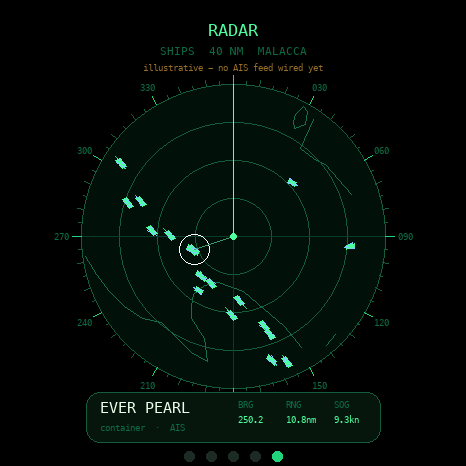 RADAR
SHIPS 40 NM MALACCA
illustrative — no AIS feed wired yet
330 030
300 060
270 090
240 120
210 150
EVER PEARL BRG RNG SOG
250.2 10.8nm 9.3kn
container · AIS